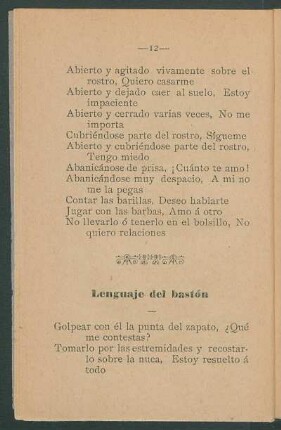 —12—
Abierto y agitado vivamente sobre el
rostro, Quiero casarme
Abierto y dejado caer al suelo, Estoy
impaciente
Abierto y cerrado varias veces, No me
importa
Cubriéndose parte del rostro, Sígueme
Abierto y cubriéndose parte del rostro,
Tengo miedo
Abanicánose de prisa, ¡Cuánto te amo!
Abanicándose muy despacio, A mi no
me la pegas
Contar las barillas, Deseo hablarte
Jugar con las barbas, Amo á otro
No llevarlo ó tenerlo en el bolsillo, No
quiero relaciones
Lenguaje del bastón
Golpear con él la punta del zapato, ¿Qué
me contestas?
Tomarlo por las estremidades y recostar-
lo sobre la nuca, Estoy resuelto á
todo